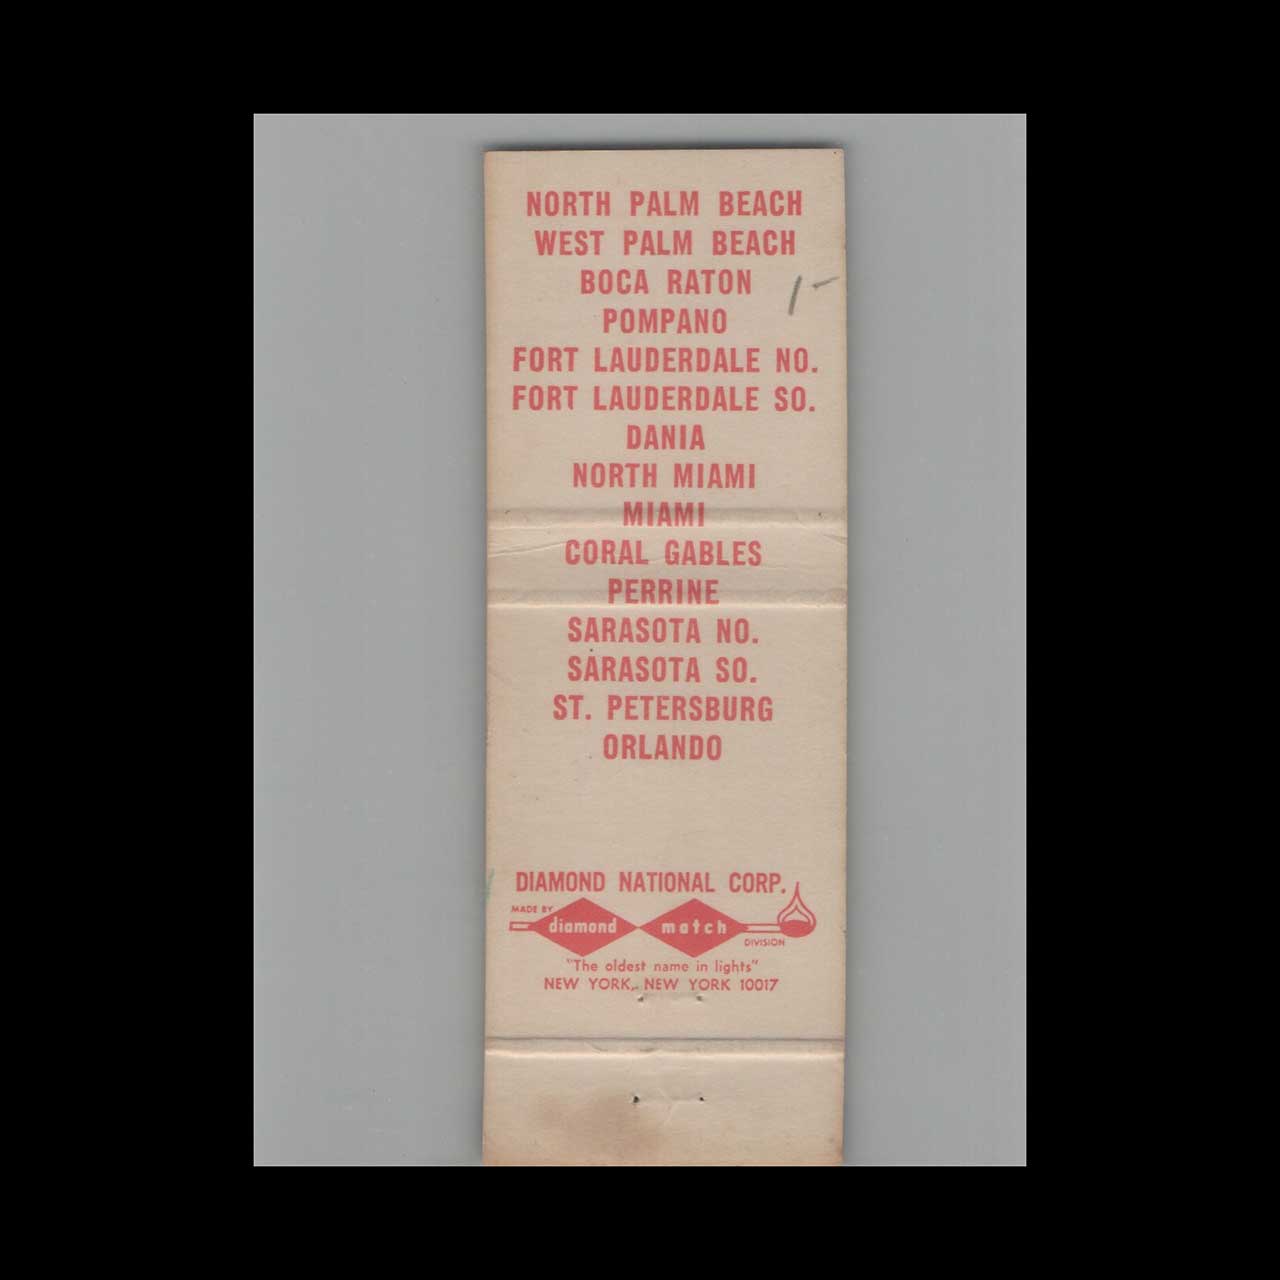 NORTH PALM BEACH
WEST PALM BEACH
BOCA RATON
1-
POMPANO
FORT LAUDERDALE NO.
FORT LAUDERDALE SO.
DANIA
NORTH MIAMI
MIAMI
CORAL GABLES
PERRINE
SARASOTA NO.
SARASOTA SO.
ST. PETERSBURG
ORLANDO
DIAMOND NATIONAL CORP.
MADE BY
diamond match
DIVISION
"The oldest name in lights"
NEW YORK, NEW YORK 10017